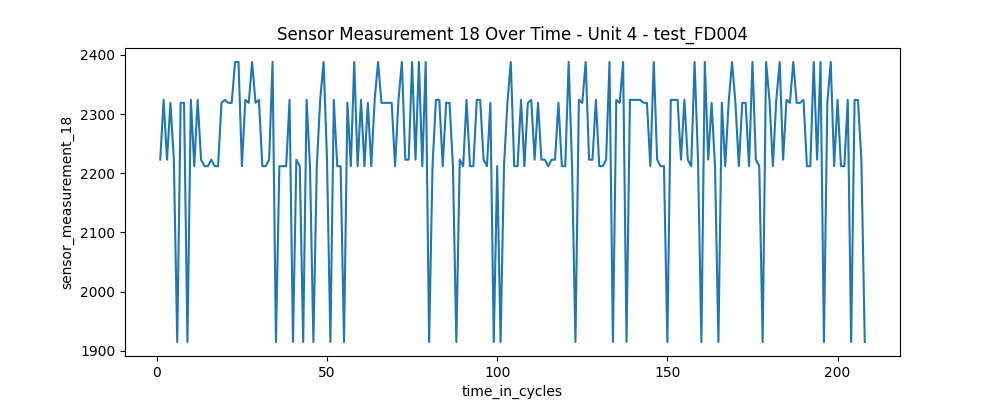 Sensor Measurement 18 Over Time - Unit 4 - test_FD004
sensor_measurement_18
2400
2300
2200
2100
2000
1900
0 50 100 150 200
time_in_cycles